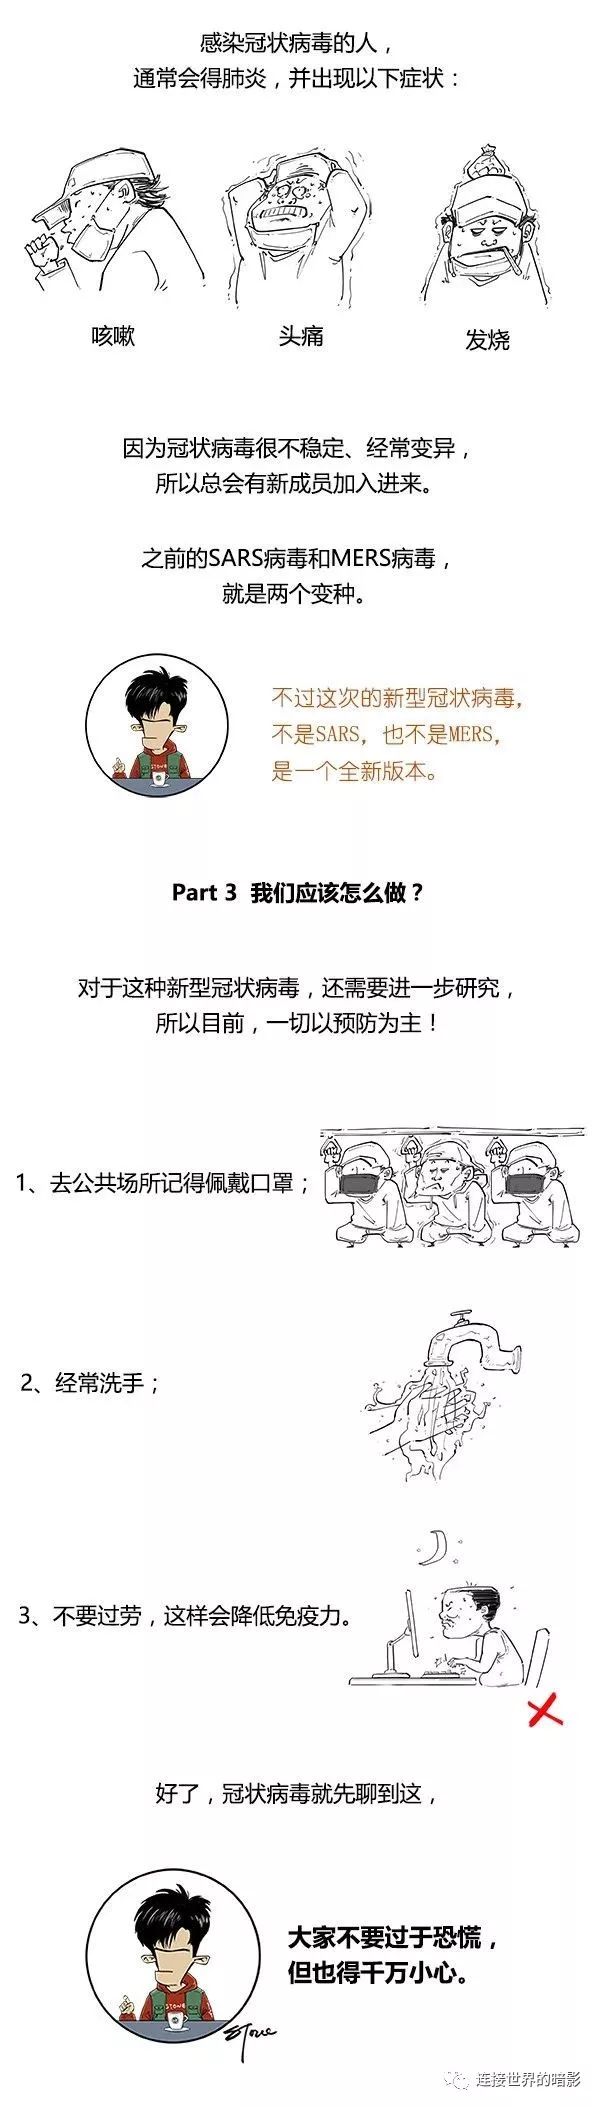 感染冠状病毒的人，
通常会得肺炎，并出现以下症状：
咳嗽
头痛
发烧
因为冠状病毒很不稳定、经常变异，
所以总会有新成员加入进来。
之前的SARS病毒和MERS病毒，
就是两个变种。
不过这次的新型冠状病毒，
不是SARS，也不是MERS，
是一个全新版本。
STONE
Part 3 我们应该怎么做？
对于这种新型冠状病毒，还需要进一步研究，
所以目前，一切以预防为主！
1、去公共场所记得佩戴口罩；
2、经常洗手；
3、不要过劳，这样会降低免疫力。
好了，冠状病毒就先聊到这，
大家不要过于恐慌，
但也得千万小心。
STONE
Stone
连接世界的暗影